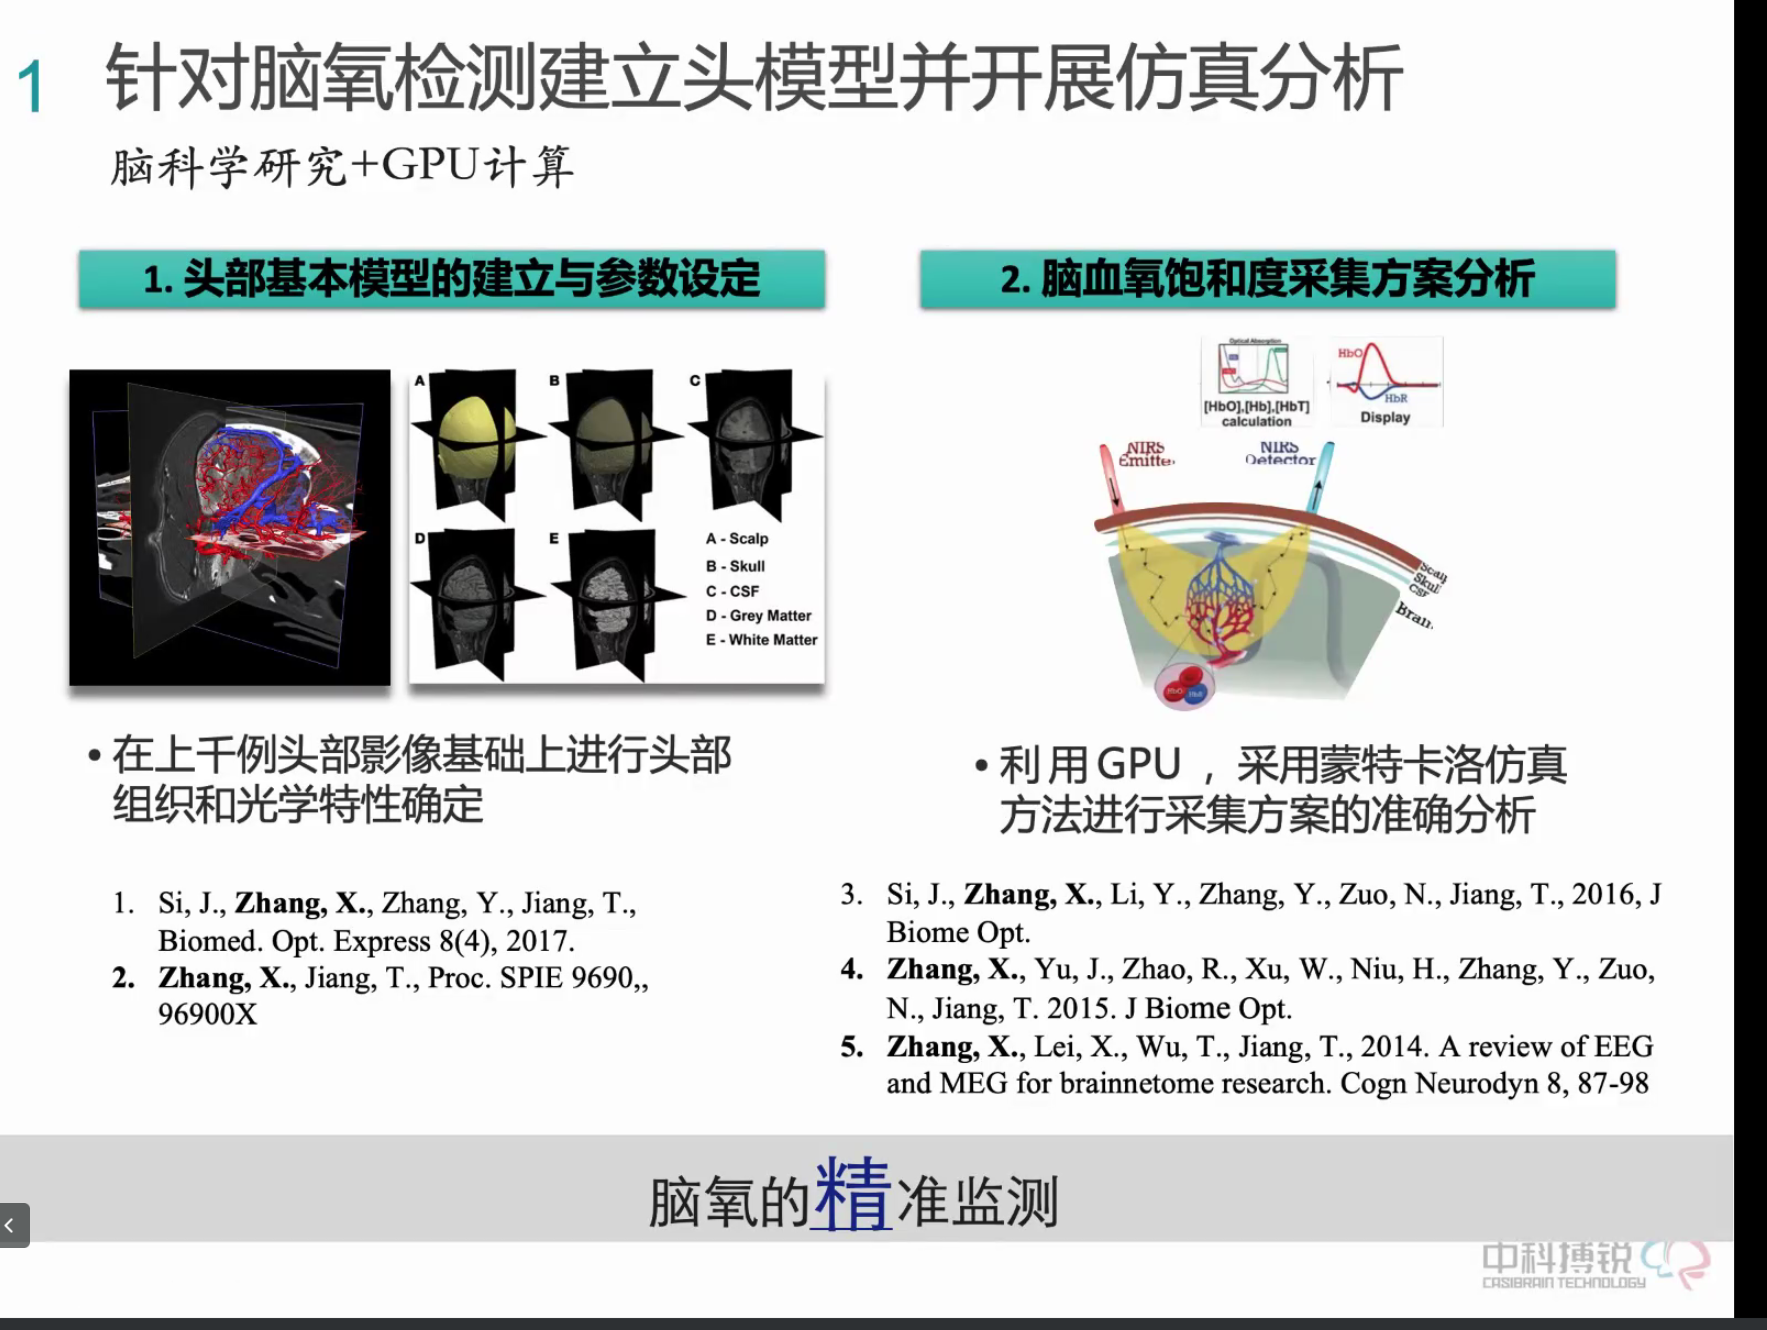 1 针对脑氧检测建立头模型并开展仿真分析
脑科学研究+GPU计算
1. 头部基本模型的建立与参数设定
A
B
C
D
E
A - Scalp
B - Skull
C - CSF
D - Grey Matter
E - White Matter
• 在上千例头部影像基础上进行头部
组织和光学特性确定
1. Si, J., Zhang, X., Zhang, Y., Jiang, T.,
Biomed. Opt. Express 8(4), 2017.
2. Zhang, X., Jiang, T., Proc. SPIE 9690,,
96900X
2. 脑血氧饱和度采集方案分析
Optical Absorption
[HbO],[Hb],[HbT]
calculation
HbO
HbR
Display
NIRS
Emitte
NIRS
Detector
Scalp
Skull
CSF
Brain
HbO
HbR
• 利用GPU，采用蒙特卡洛仿真
方法进行采集方案的准确分析
3. Si, J., Zhang, X., Li, Y., Zhang, Y., Zuo, N., Jiang, T., 2016, J
Biome Opt.
4. Zhang, X., Yu, J., Zhao, R., Xu, W., Niu, H., Zhang, Y., Zuo,
N., Jiang, T. 2015. J Biome Opt.
5. Zhang, X., Lei, X., Wu, T., Jiang, T., 2014. A review of EEG
and MEG for brainnetome research. Cogn Neurodyn 8, 87-98
脑氧的精准监测
中科搏锐
CASIBRAIN TECHNOLOGY